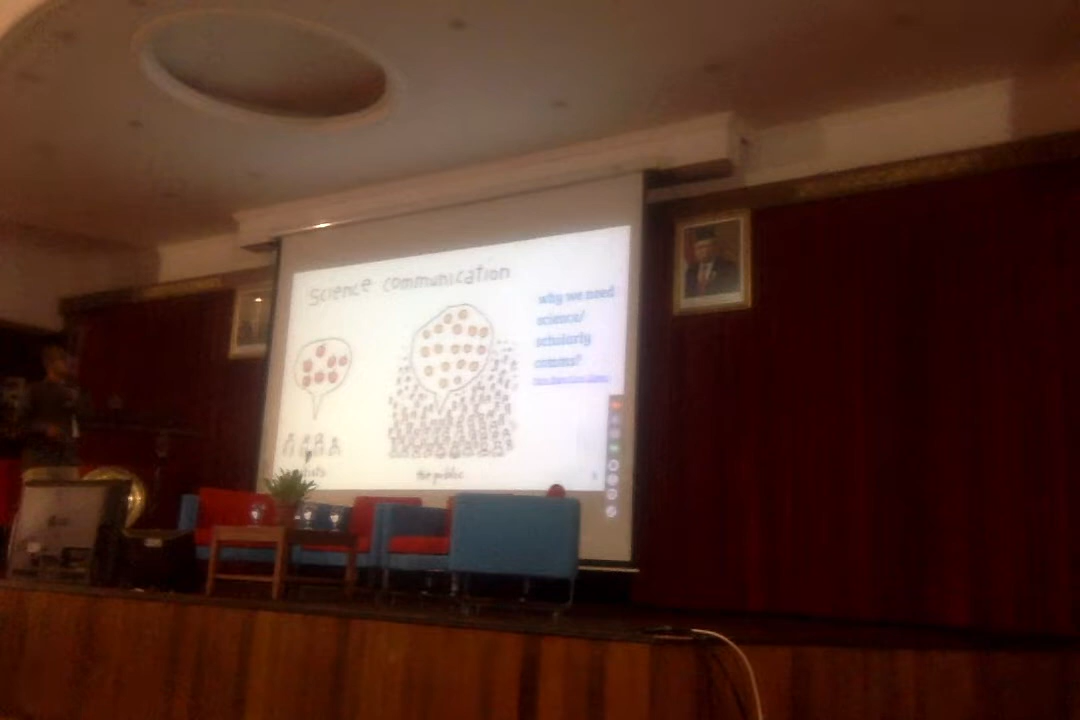 Science communication
why we need
science/
scholarly
comms?
the public